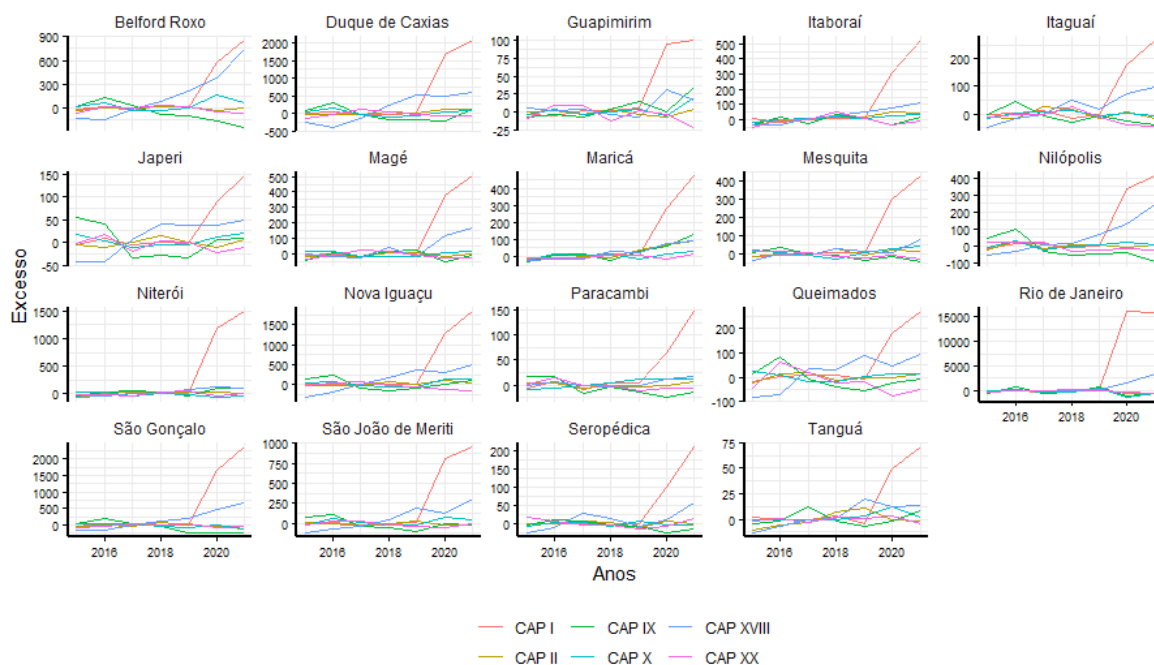 Belford Roxo Duque de Caxias Guapimirim Itaboraí Itaguaí
900 600 300 0
2000 1500 1000 500 0 -500
100 75 50 25 0 -25
500 400 300 200 100 0
200 100 0
Japeri Magé Maricá Mesquita Nilópolis
150 100 50 0 -50
500 400 300 200 100 0
400 300 200 100 0
400 300 200 100 0
400 300 200 100 0 -100
Excesso
Niterói Nova Iguaçu Paracambi Queimados Rio de Janeiro
1500 1000 500 0
1500 1000 500 0
150 100 50 0
200 100 0 -100
15000 10000 5000 0
2016 2018 2020
São Gonçalo São João de Meriti Seropédica Tanguá
2000 1500 1000 500 0
1000 750 500 250 0
200 150 100 50 0
75 50 25 0
2016 2018 2020 2016 2018 2020 2016 2018 2020 2016 2018 2020
Anos
CAP I CAP IX CAP XVIII
CAP II CAP X CAP XX